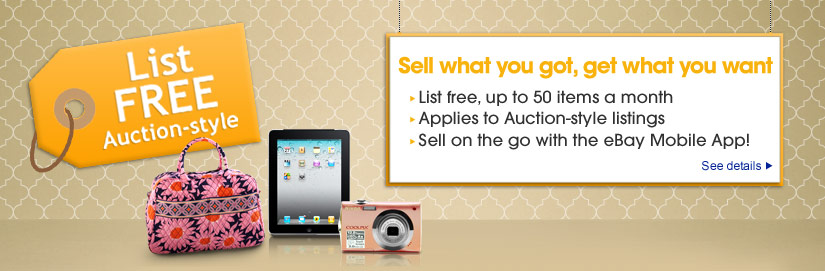 List
FREE
Auction-style
Sell what you got, get what you want
List free, up to 50 items a month
Applies to Auction-style listings
Sell on the go with the eBay Mobile App!
See details
COOLPIX